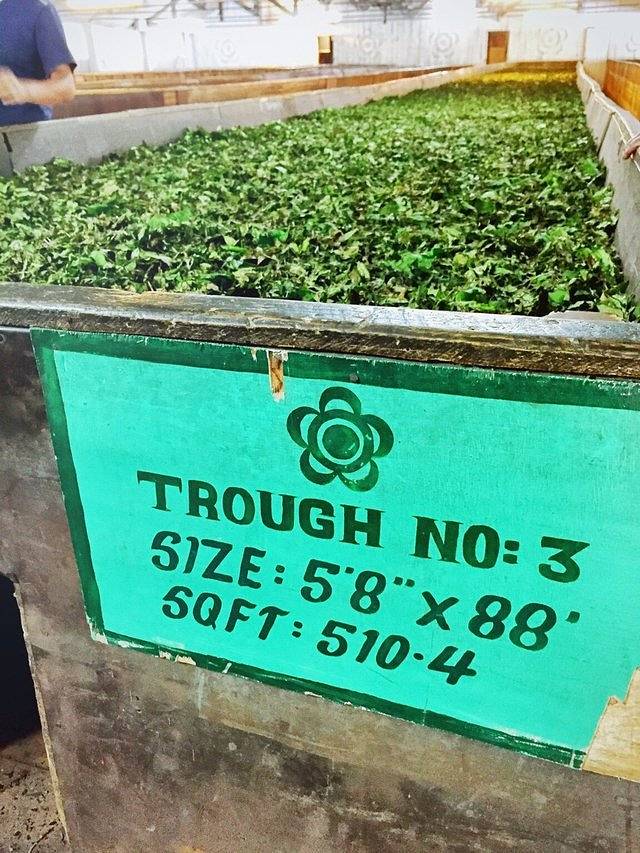 TROUGH NO: 3
SIZE: 5'8" X 88'
SQFT: 510.4